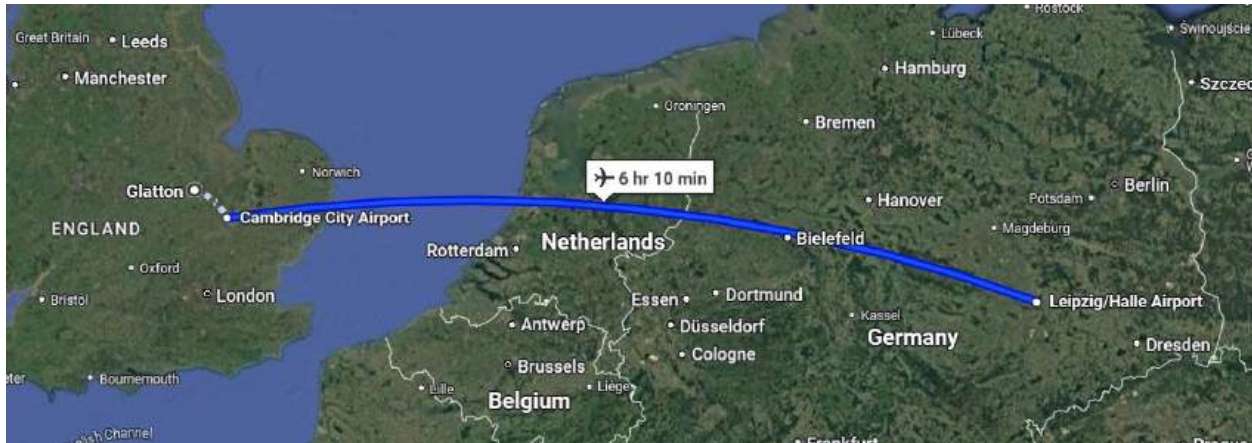 Rostock
Świnoujście
Great Britain
Leeds
Lübeck
Manchester
Hamburg
Szczec
Groningen
Bremen
6 hr 10 min
Norwich
Glatton
Berlin
Potsdam
Cambridge City Airport
Hanover
ENGLAND
Magdeburg
Bielefeld
Netherlands
Rotterdam
Oxford
London
Bristol
Essen
Dortmund
Leipzig/Halle Airport
Kassel
Antwerp
Düsseldorf
Germany
Dresden
Cologne
Brussels
Bournemouth
Lille
Liège
Belgium
Frankfurt